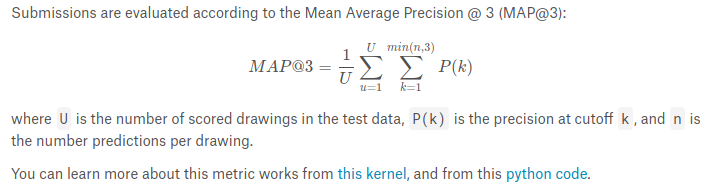 Submissions are evaluated according to the Mean Average Precision @ 3 (MAP@3):
MAP@3 = \frac{1}{U} \sum_{u=1}^{U} \sum_{k=1}^{min(n,3)} P(k)
where U is the number of scored drawings in the test data, P(k) is the precision at cutoff k , and n is
the number predictions per drawing.
You can learn more about this metric works from this kernel, and from this python code.